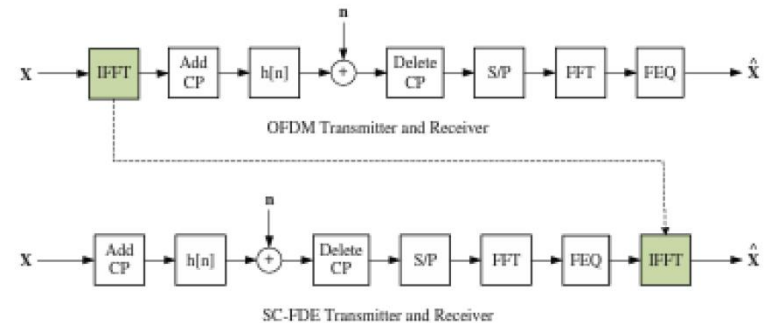 n
X IFFT Add CP h[n] + Delete CP S/P FFT FEQ X̂
OFDM Transmitter and Receiver
n
X Add CP h[n] + Delete CP S/P FFT FEQ IFFT X̂
SC-FDE Transmitter and Receiver